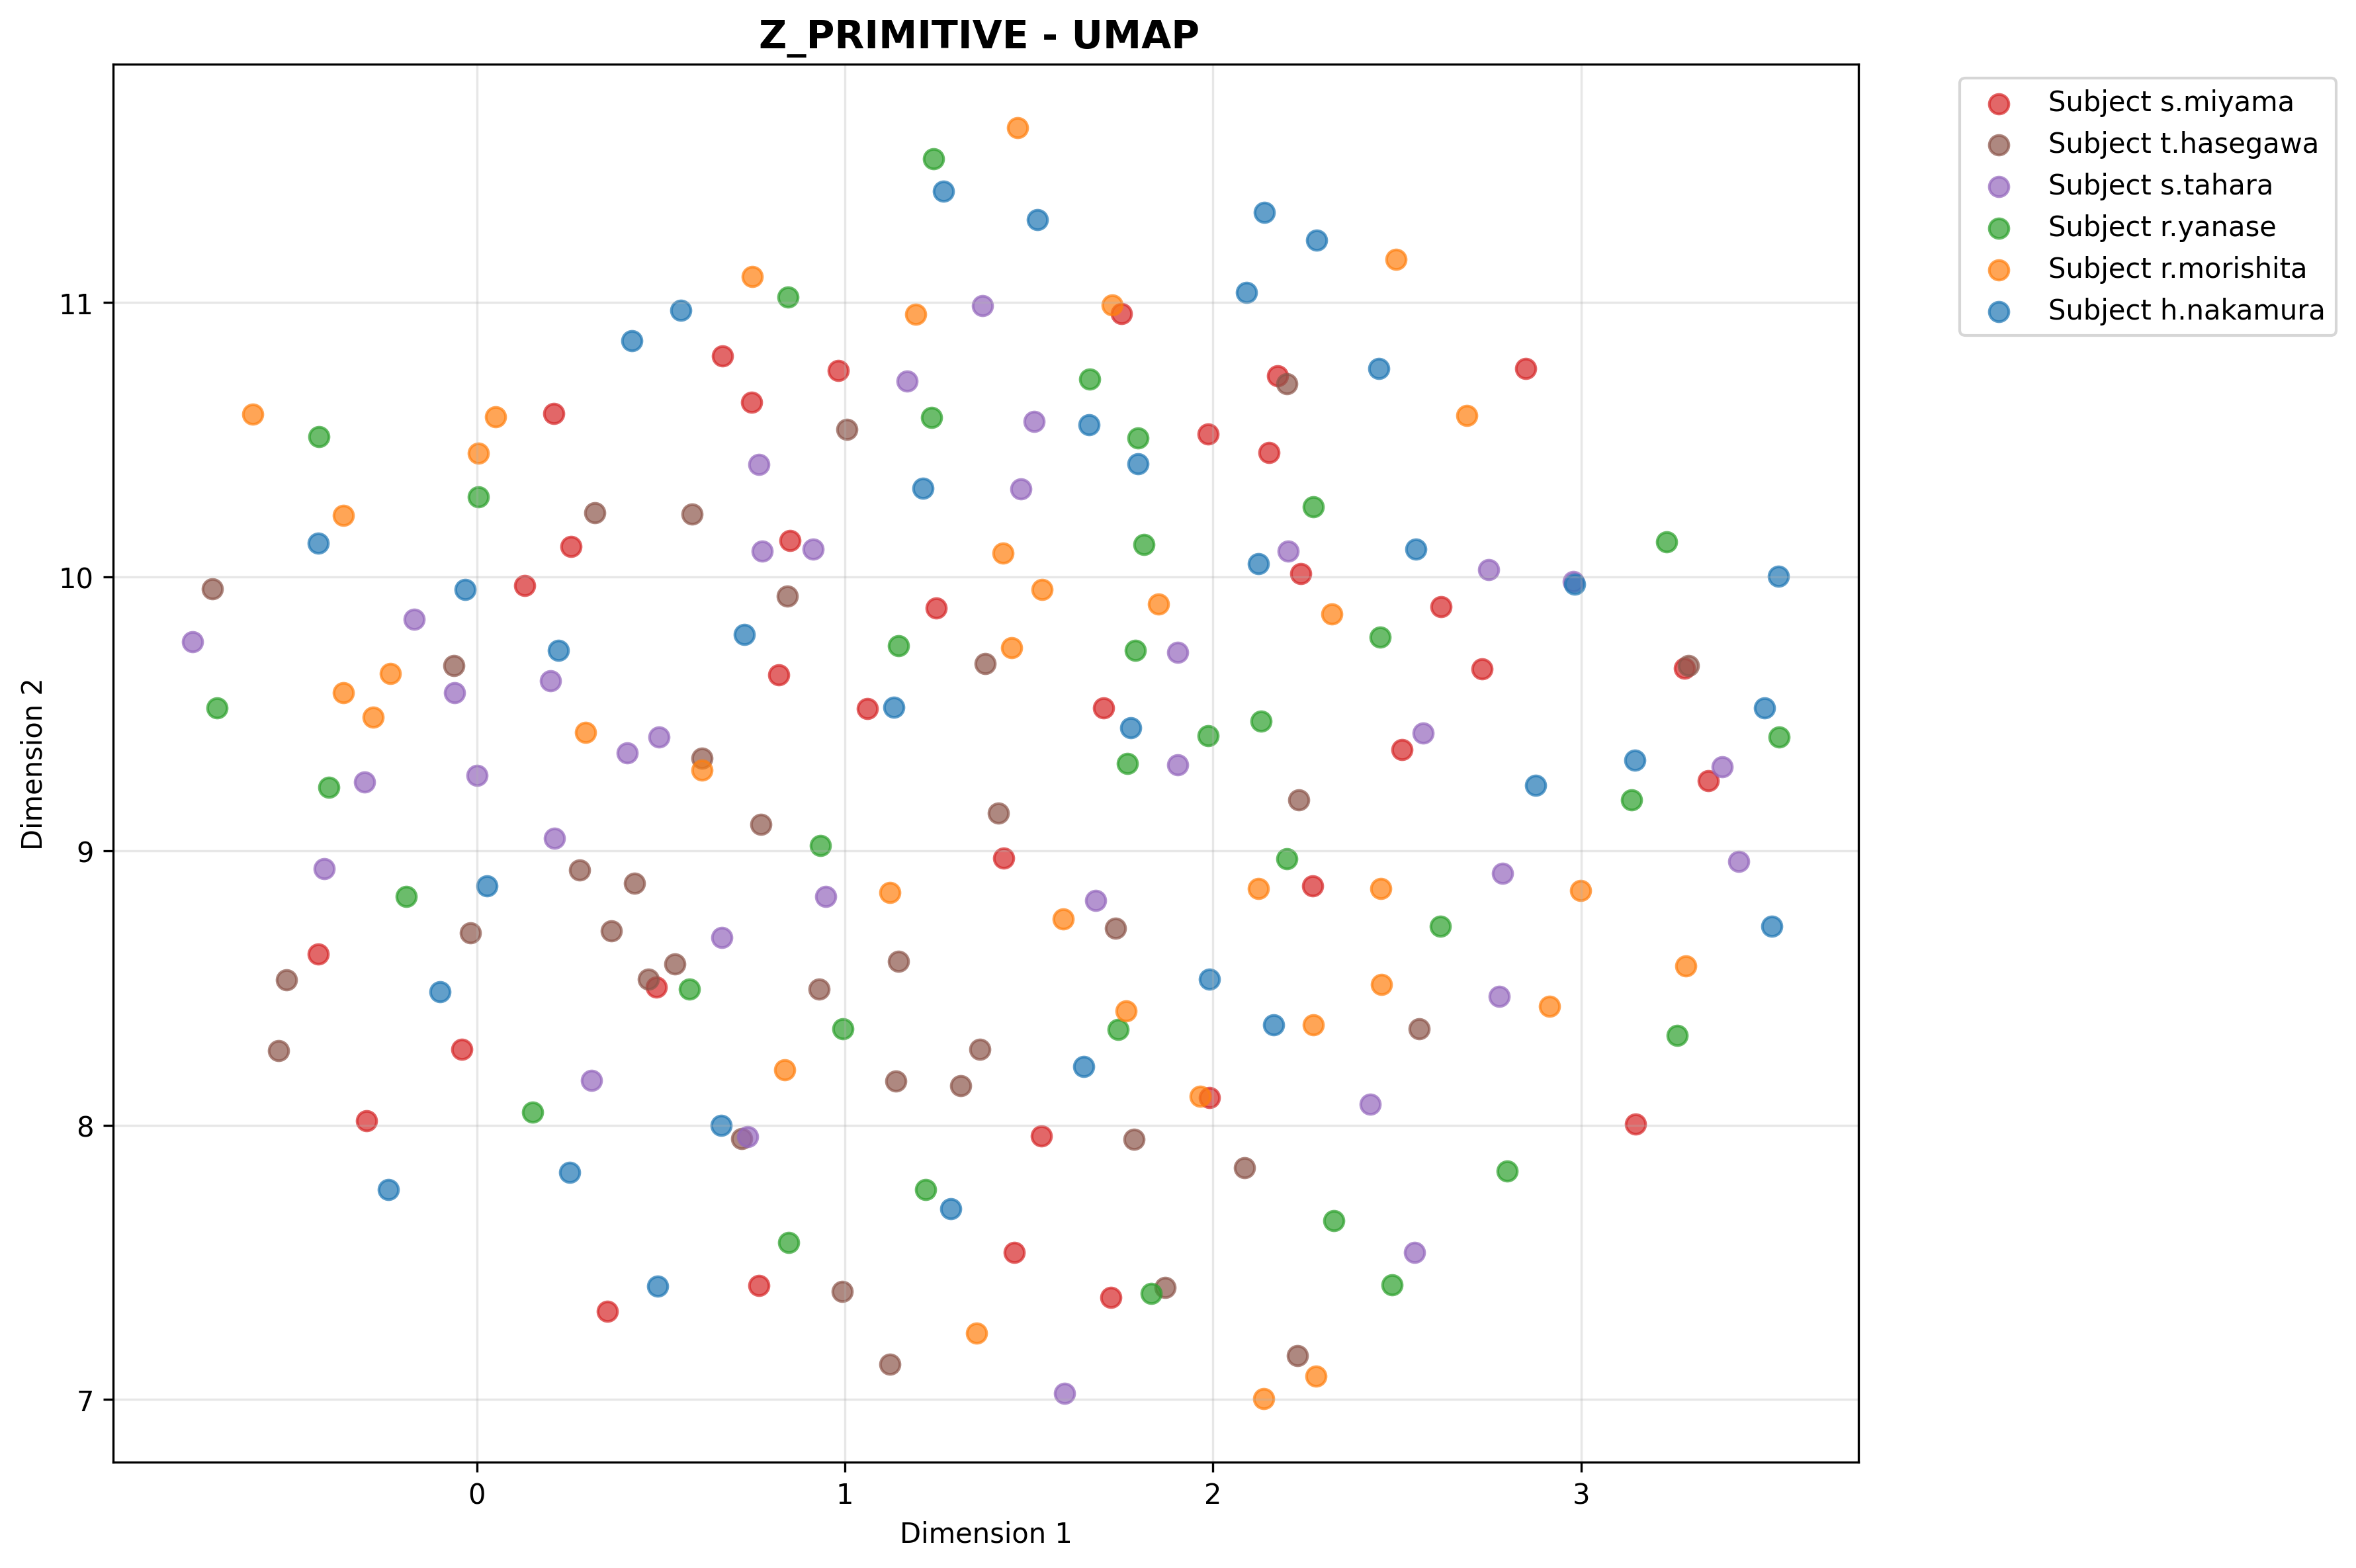 Z_PRIMITIVE - UMAP
Subject s.miyama
Subject t.hasegawa
Subject s.tahara
Subject r.yanase
Subject r.morishita
Subject h.nakamura
11
10
9
8
7
Dimension 2
0 1 2 3
Dimension 1